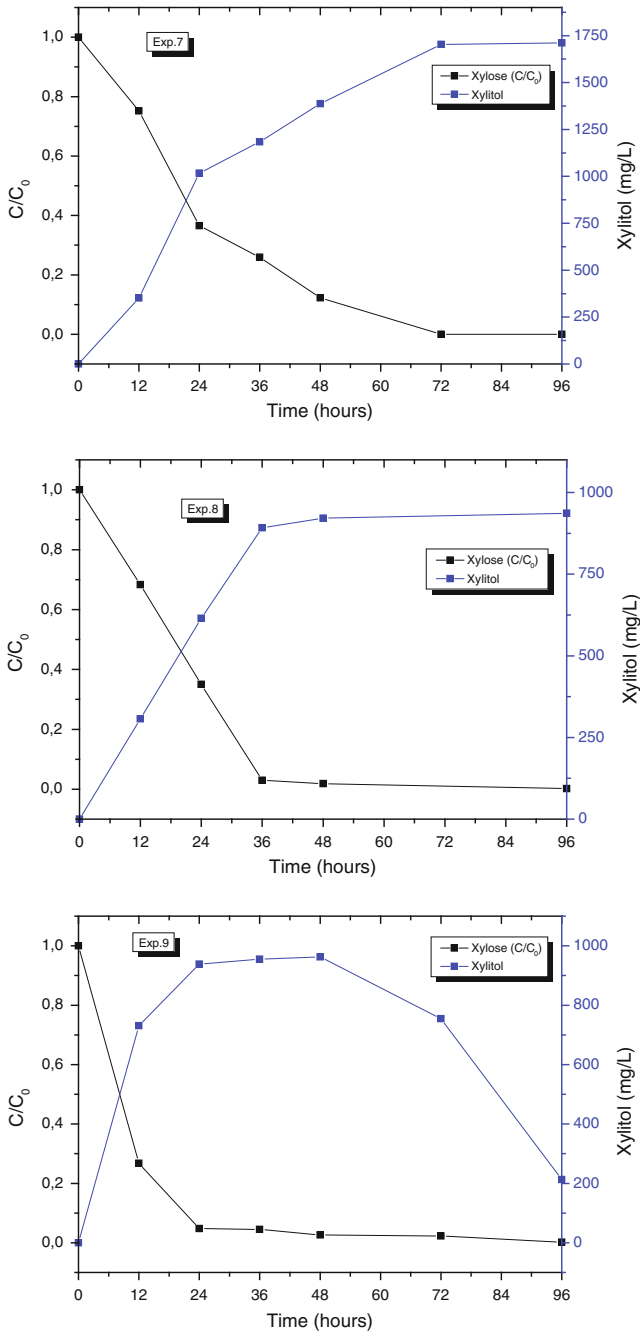 Exp.7
Xylose (C/C0)
Xylitol
1,0
0,8
0,6
0,4
0,2
0,0
C/C0
1750
1500
1250
1000
750
500
250
0
Xylitol (mg/L)
0 12 24 36 48 60 72 84 96
Time (hours)
Exp.8
Xylose (C/C0)
Xylitol
1,0
0,8
0,6
0,4
0,2
0,0
C/C0
1000
750
500
250
0
Xylitol (mg/L)
0 12 24 36 48 60 72 84 96
Time (hours)
Exp.9
Xylose (C/C0)
Xylitol
1,0
0,8
0,6
0,4
0,2
0,0
C/C0
1000
800
600
400
200
0
Xylitol (mg/L)
0 12 24 36 48 60 72 84 96
Time (hours)